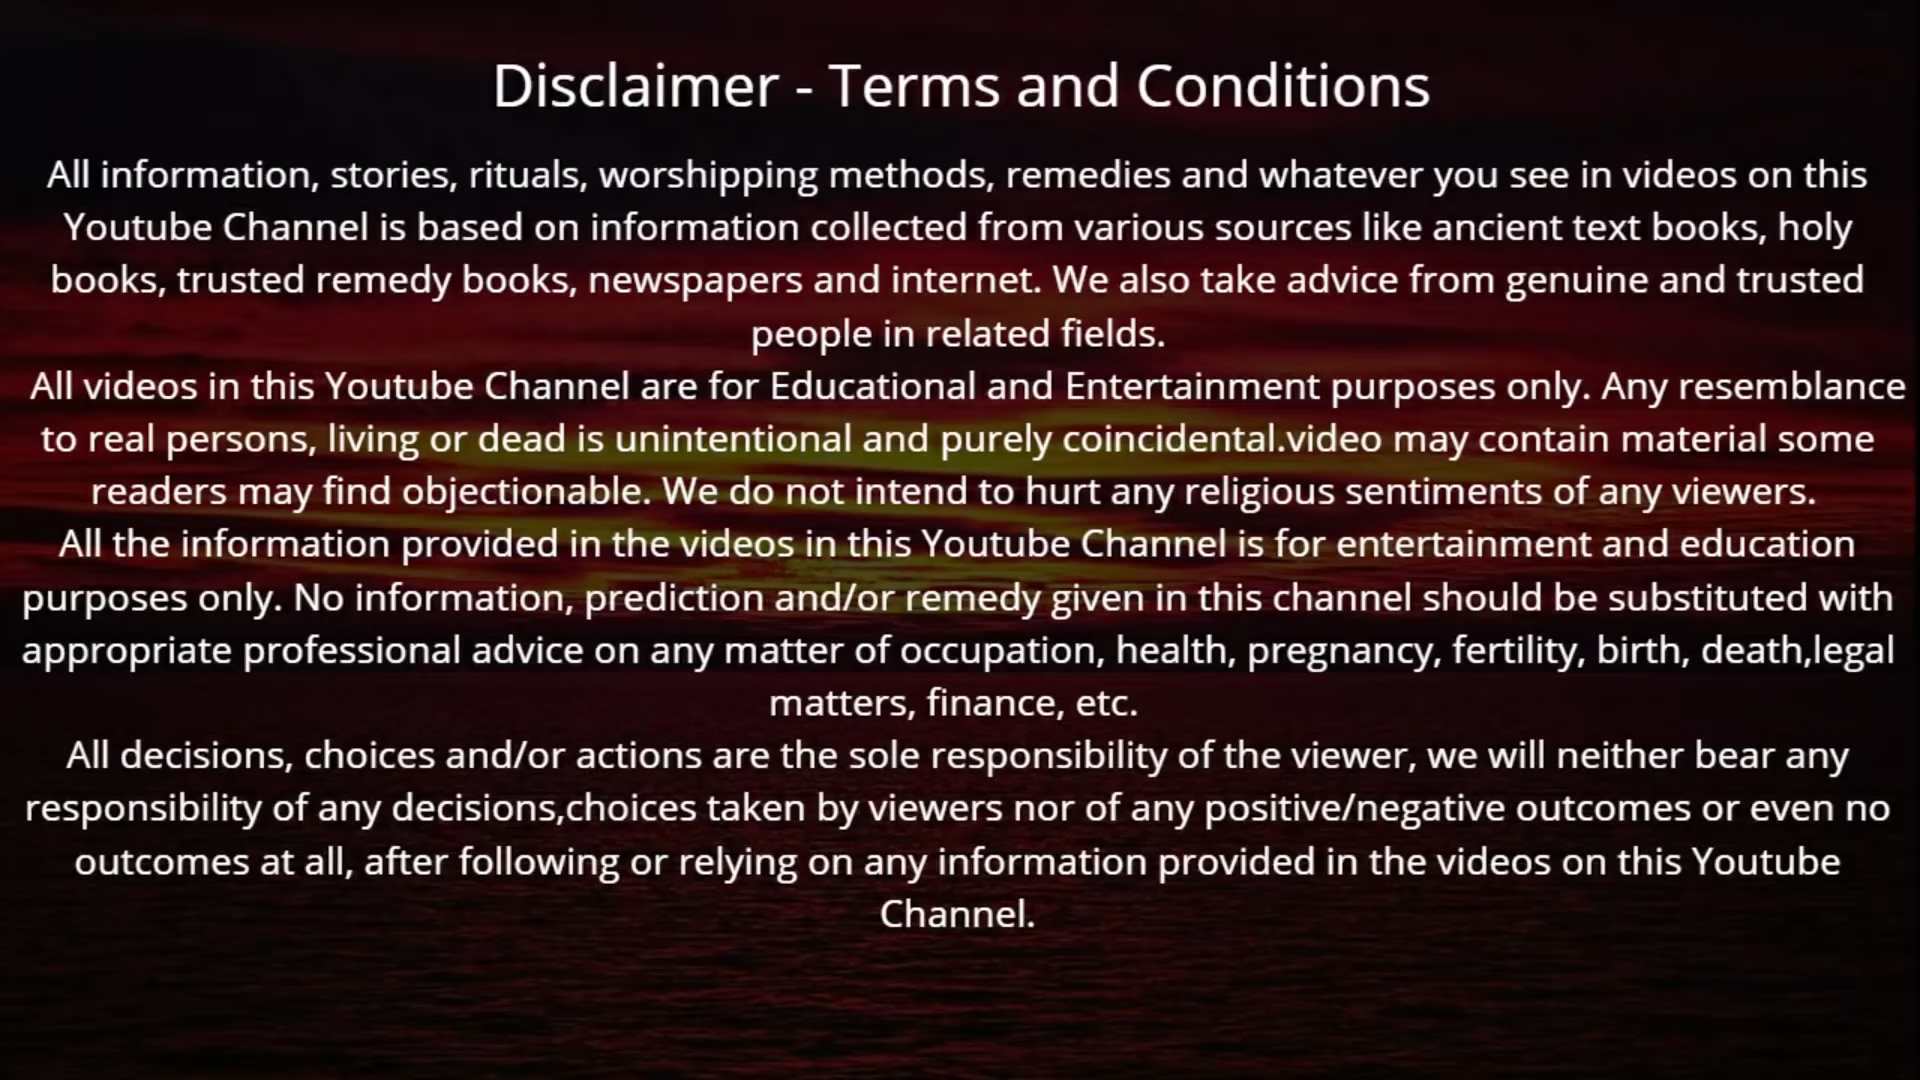 Disclaimer - Terms and Conditions
All information, stories, rituals, worshipping methods, remedies and whatever you see in videos on this
Youtube Channel is based on information collected from various sources like ancient text books, holy
books, trusted remedy books, newspapers and internet. We also take advice from genuine and trusted
people in related fields.
All videos in this Youtube Channel are for Educational and Entertainment purposes only. Any resemblance
to real persons, living or dead is unintentional and purely coincidental.video may contain material some
readers may find objectionable. We do not intend to hurt any religious sentiments of any viewers.
All the information provided in the videos in this Youtube Channel is for entertainment and education
purposes only. No information, prediction and/or remedy given in this channel should be substituted with
appropriate professional advice on any matter of occupation, health, pregnancy, fertility, birth, death,legal
matters, finance, etc.
All decisions, choices and/or actions are the sole responsibility of the viewer, we will neither bear any
responsibility of any decisions,choices taken by viewers nor of any positive/negative outcomes or even no
outcomes at all, after following or relying on any information provided in the videos on this Youtube
Channel.